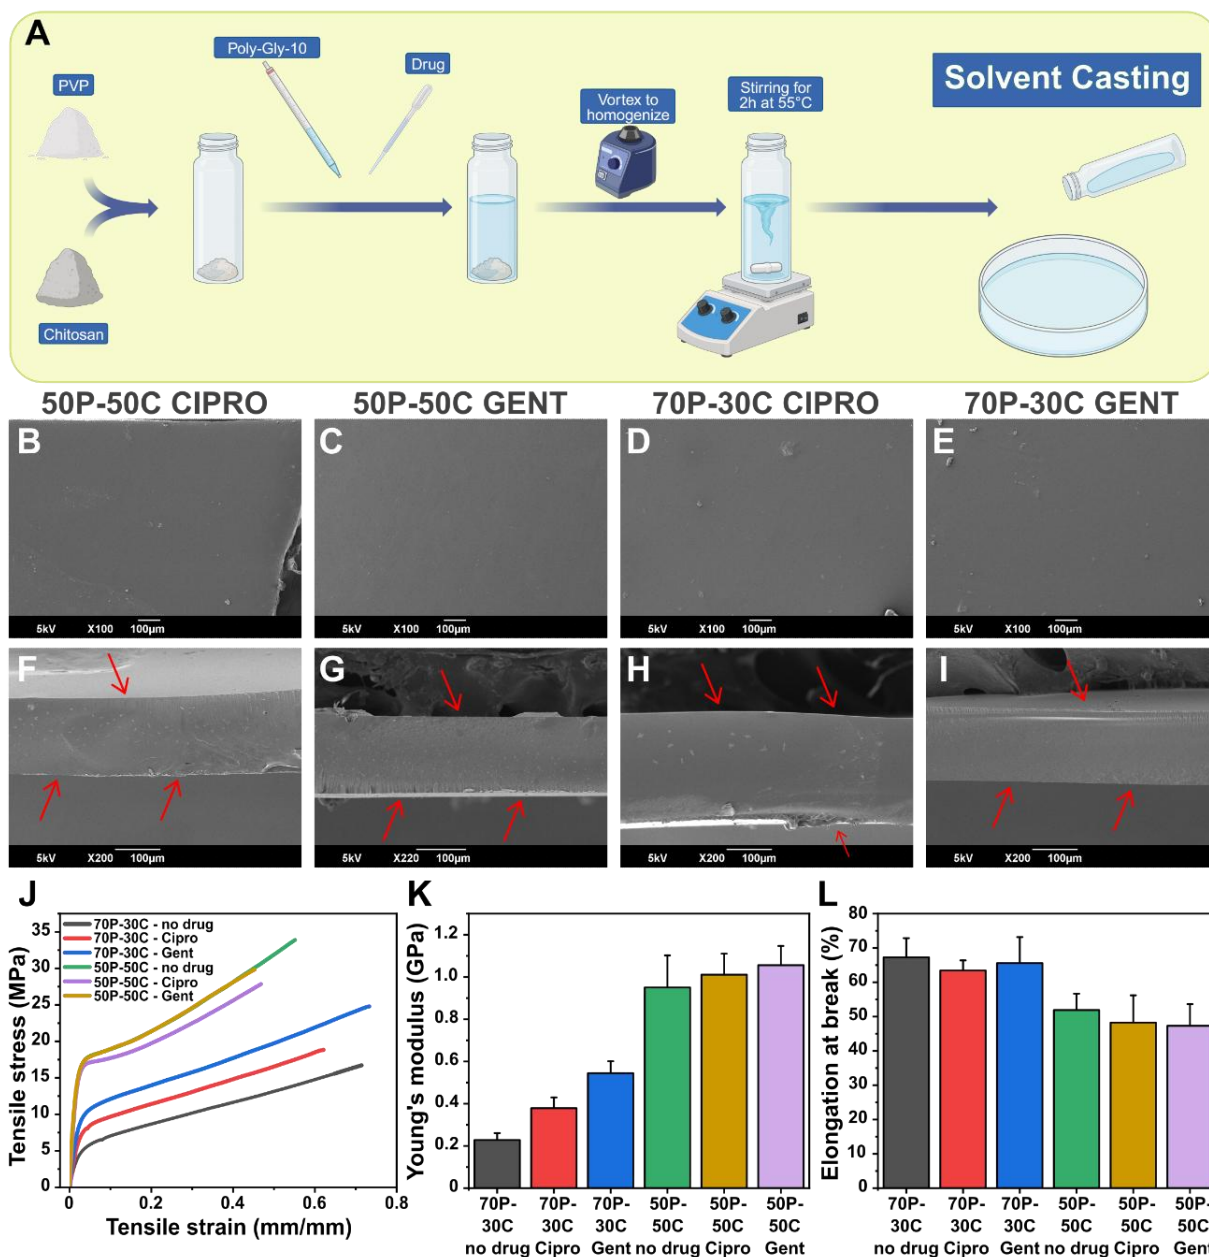 A
PVP
Chitosan
Poly-Gly-10
Drug
Vortex to
homogenize
Stirring for
2h at 55°C
Solvent Casting
50P-50C CIPRO
50P-50C GENT
70P-30C CIPRO
70P-30C GENT
B
5kV X100 100µm
C
5kV X100 100µm
D
5kV X100 100µm
E
5kV X100 100µm
F
5kV X200 100µm
G
5kV X220 100µm
H
5kV X200 100µm
I
5kV X200 100µm
J
Tensile stress (MPa)
35
30
25
20
15
10
5
0
70P-30C - no drug
70P-30C - Cipro
70P-30C - Gent
50P-50C - no drug
50P-50C - Cipro
50P-50C - Gent
0 0.2 0.4 0.6 0.8
Tensile strain (mm/mm)
K
Young's modulus (GPa)
1.2
1.0
0.8
0.6
0.4
0.2
0
70P-30C no drug
70P-30C Cipro
70P-30C Gent
50P-50C no drug
50P-50C Cipro
50P-50C Gent
L
Elongation at break (%)
80
70
60
50
40
30
20
10
0
70P-30C no drug
70P-30C Cipro
70P-30C Gent
50P-50C no drug
50P-50C Cipro
50P-50C Gent